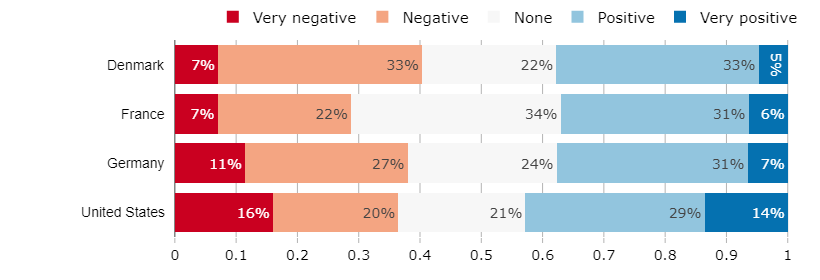 Very negative Negative None Positive Very positive
Denmark 7% 33% 22% 33% 5%
France 7% 22% 34% 31% 6%
Germany 11% 27% 24% 31% 7%
United States 16% 20% 21% 29% 14%
0 0.1 0.2 0.3 0.4 0.5 0.6 0.7 0.8 0.9 1